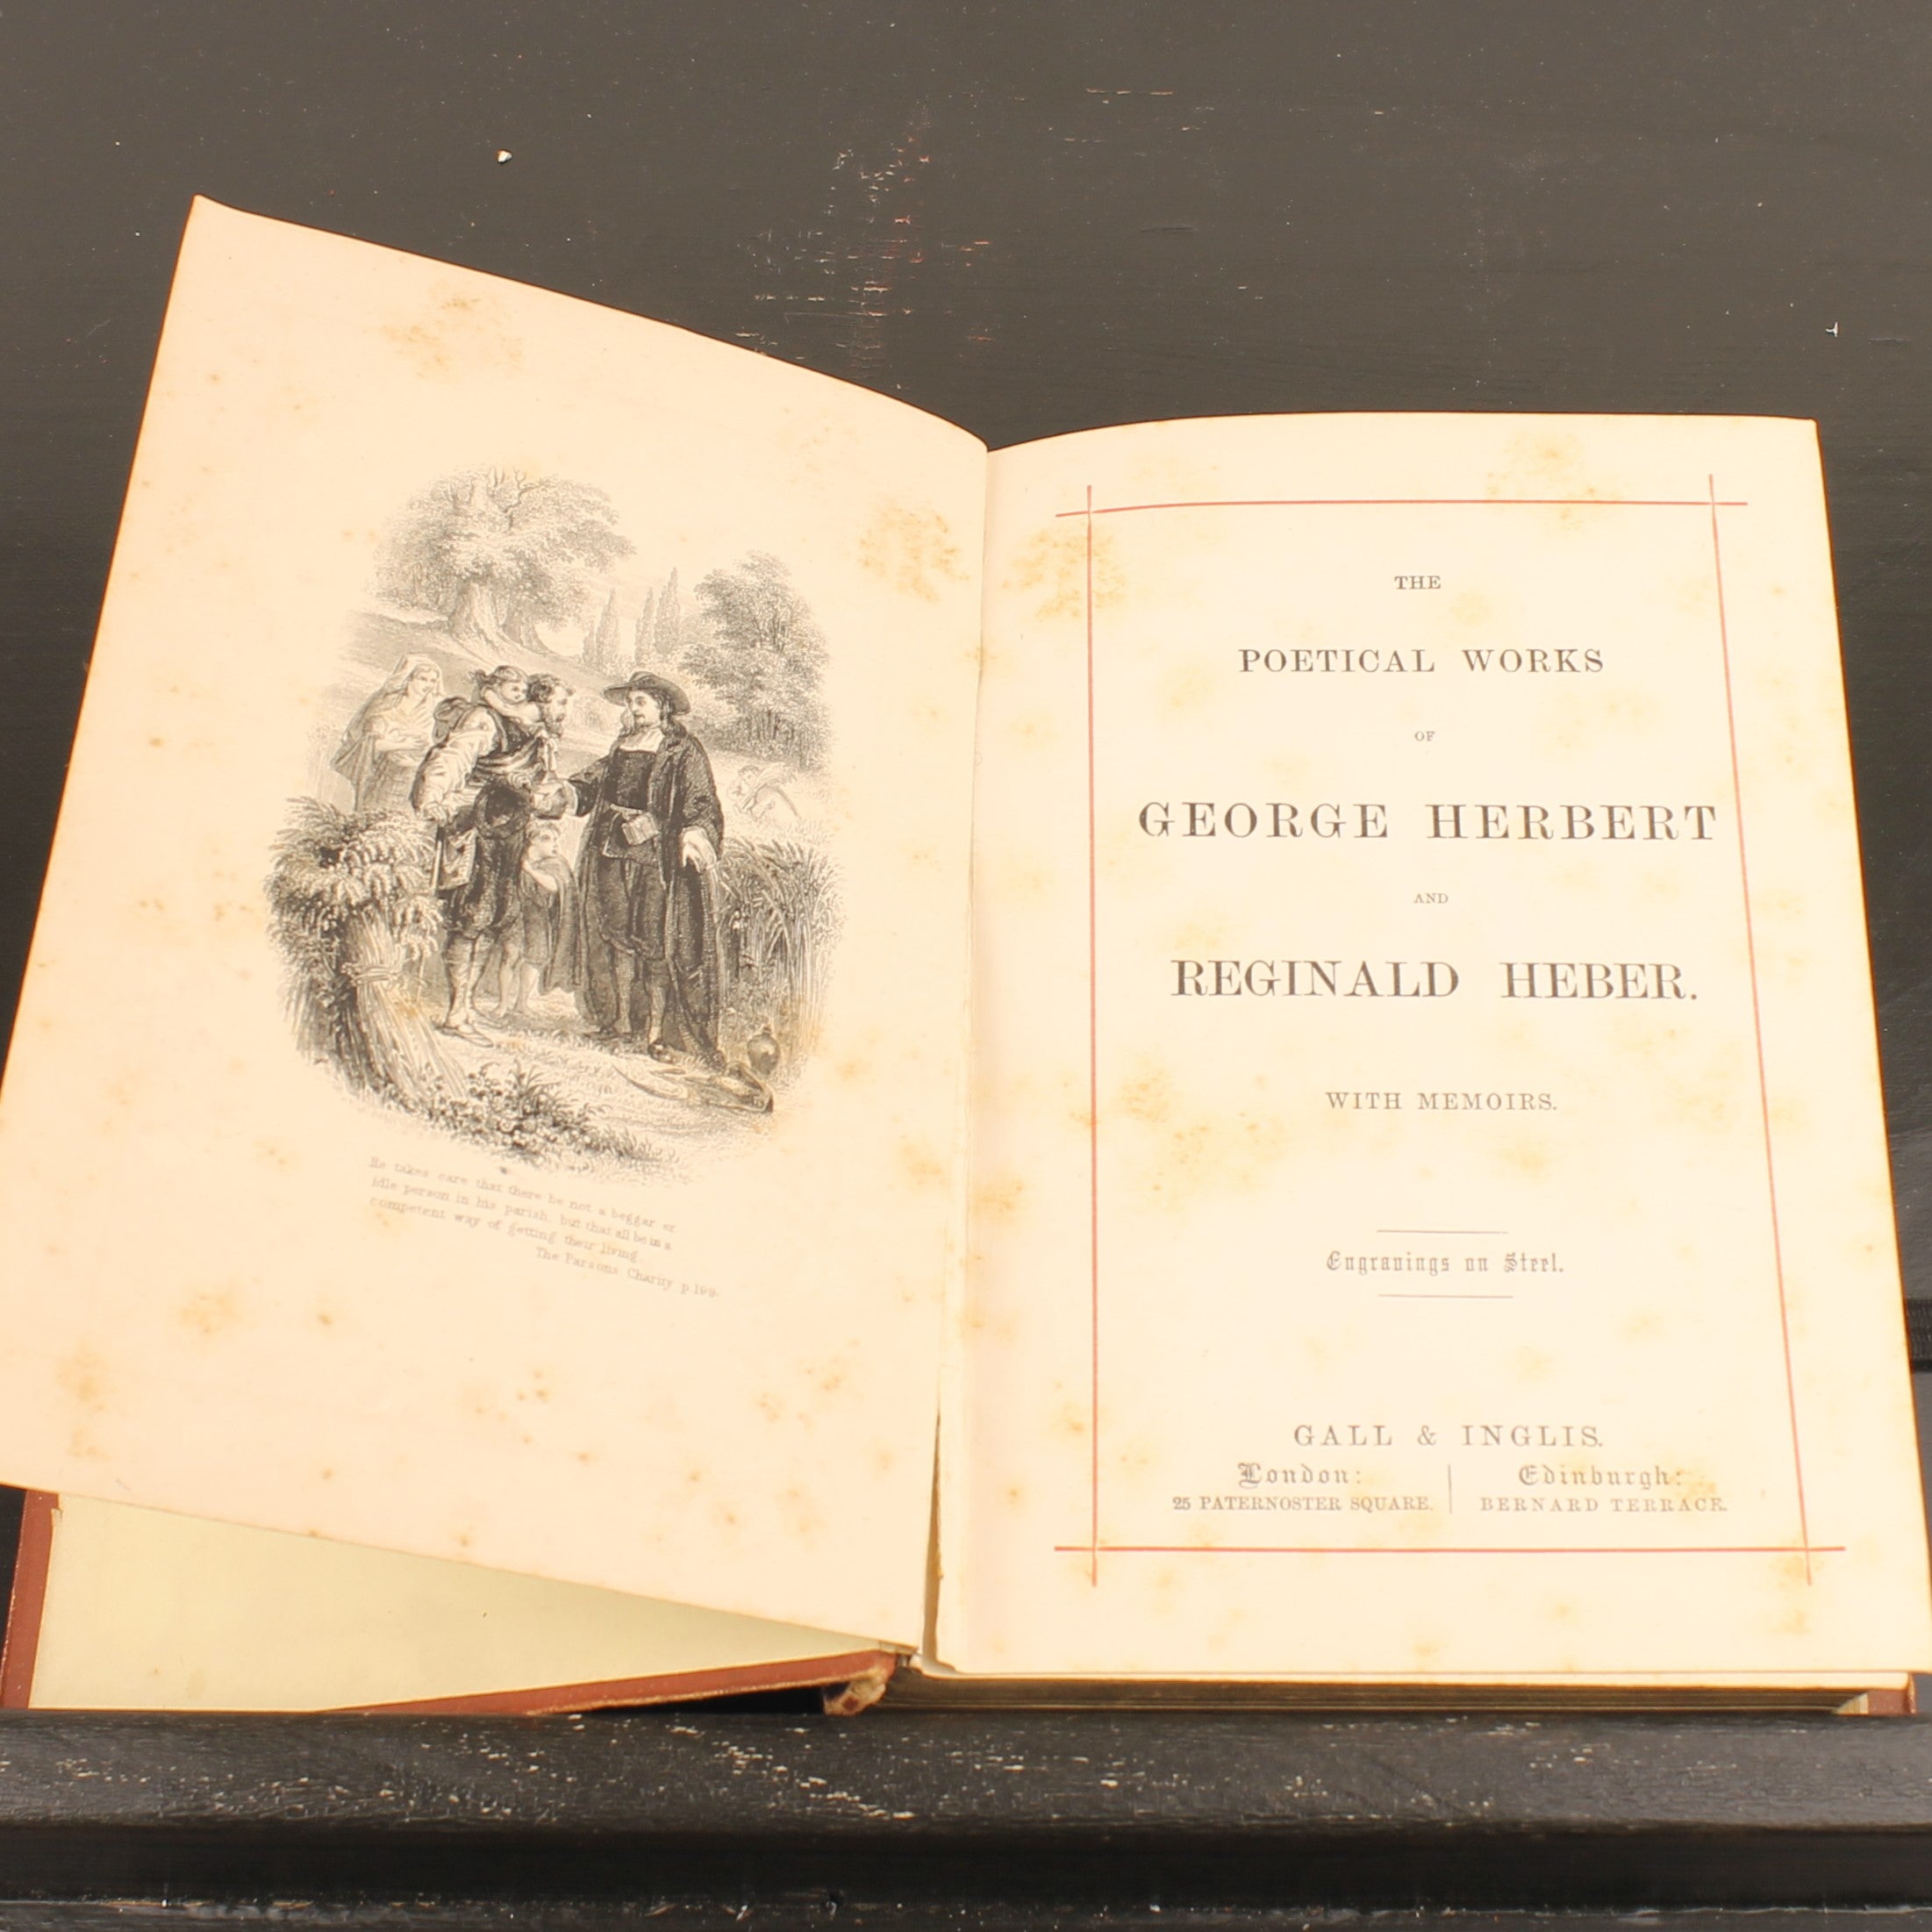 He takes care that there be not a beggar or
idle person in his parish, but that all be in a
competent way of getting their living
The Parsons Charity p.199.
THE
POETICAL WORKS
OF
GEORGE HERBERT
AND
REGINALD HEBER.
WITH MEMOIRS.
Engravings on Steel.
GALL & INGLIS.
London:
25 PATERNOSTER SQUARE.
Edinburgh:
BERNARD TERRACE.